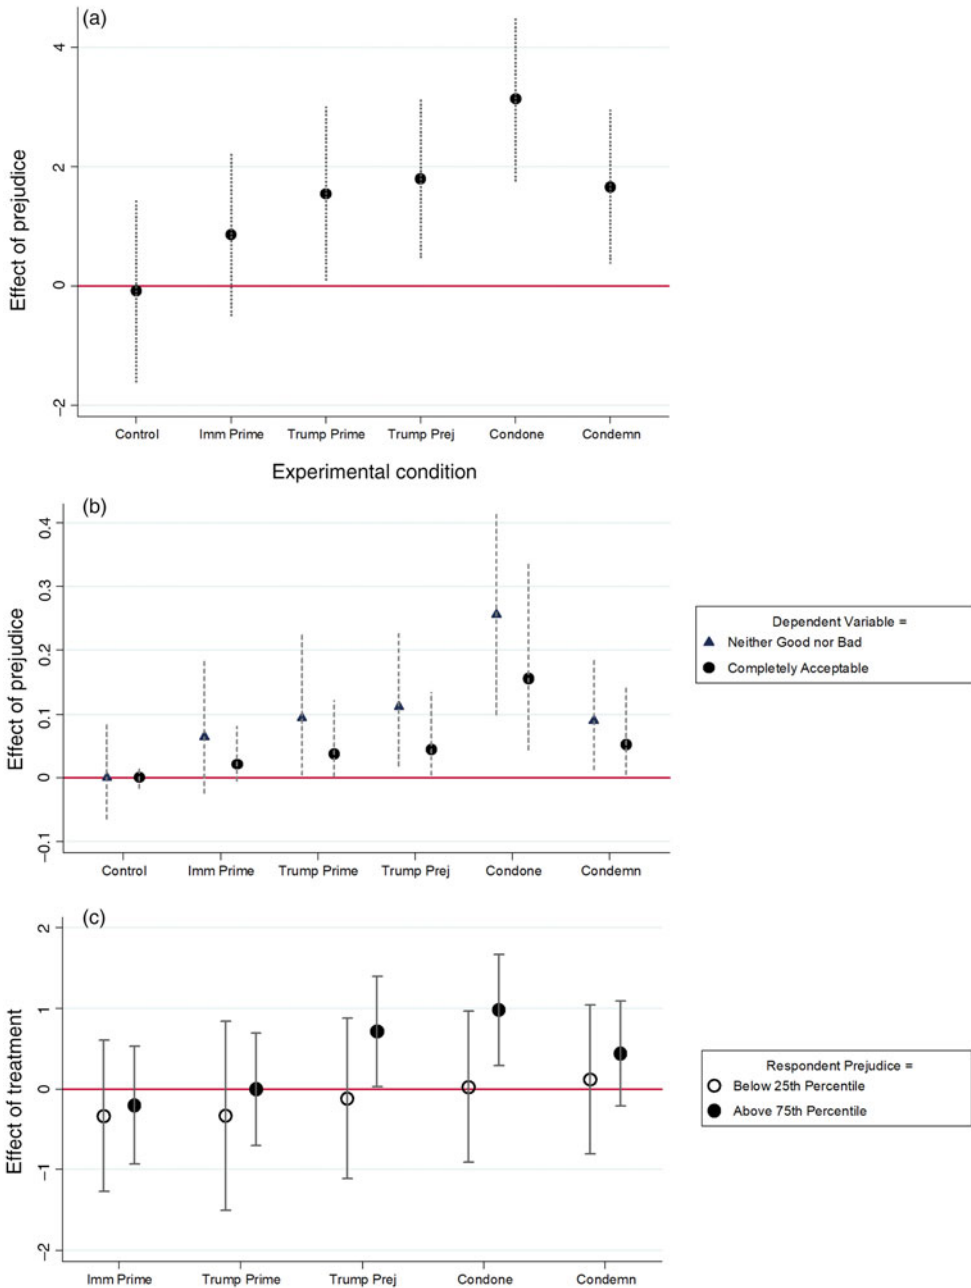 (a)
Effect of prejudice
4
2
0
−2
Control Imm Prime Trump Prime Trump Prej Condone Condemn
Experimental condition
(b)
Effect of prejudice
0.4
0.3
0.2
0.1
0
−0.1
Control Imm Prime Trump Prime Trump Prej Condone Condemn
Dependent Variable =
Neither Good nor Bad
Completely Acceptable
(c)
Effect of treatment
2
1
0
−1
−2
Imm Prime Trump Prime Trump Prej Condone Condemn
Respondent Prejudice =
Below 25th Percentile
Above 75th Percentile